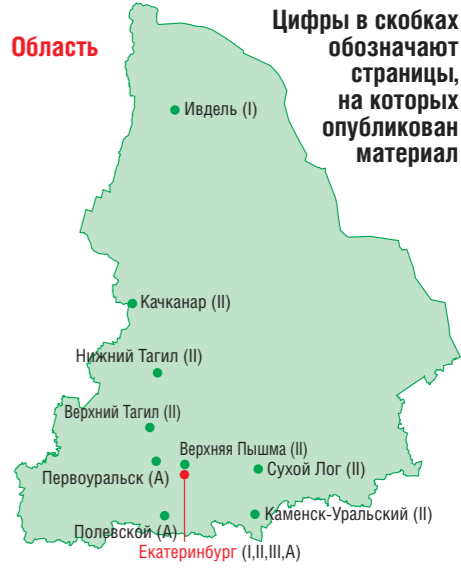 Область
Цифры в скобках
обозначают
страницы,
на которых
опубликован
материал
Ивдель (I)
Качканар (II)
Нижний Тагил (II)
Верхний Тагил (II)
Верхняя Пышма (II)
Сухой Лог (II)
Первоуральск (А)
Каменск-Уральский (II)
Полевской (А)
Екатеринбург (I,II,III,А)